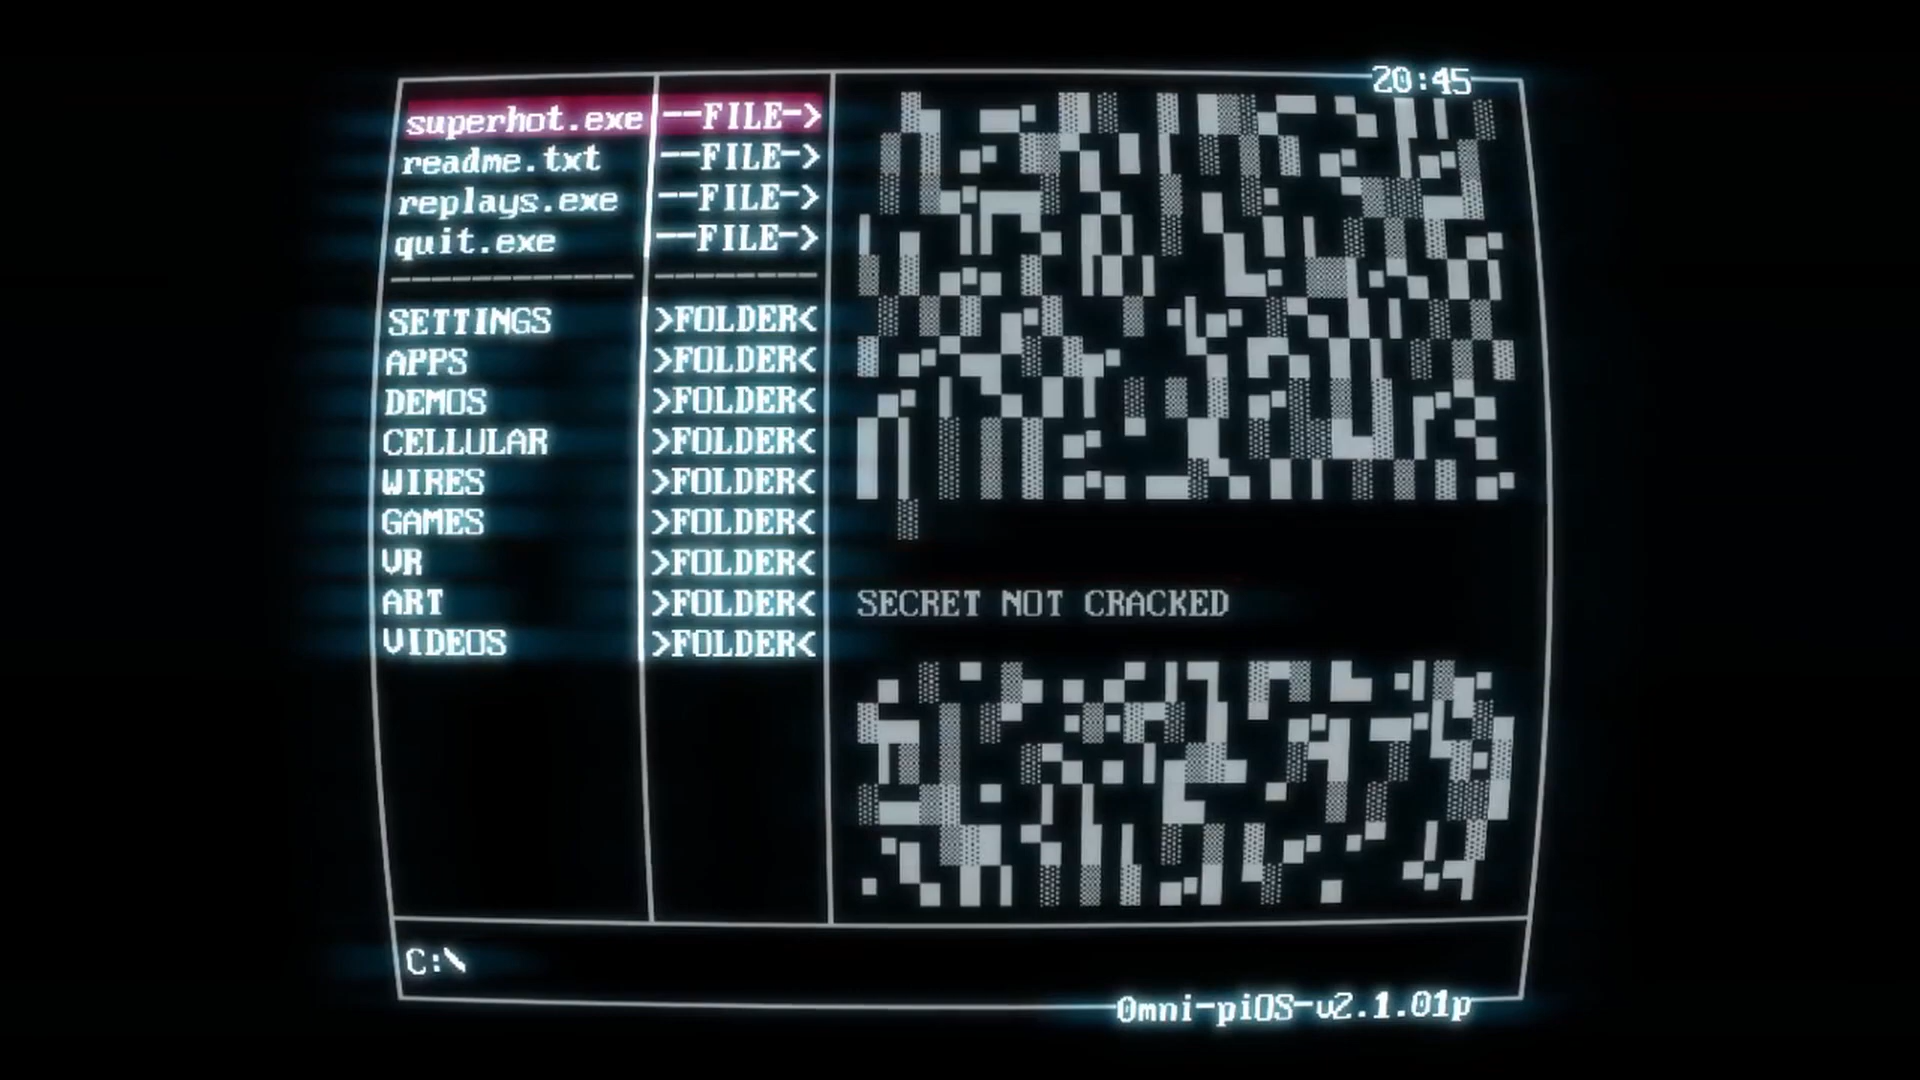 20:45
superhot.exe --FILE->
readme.txt --FILE->
replays.exe --FILE->
quit.exe --FILE->
SETTINGS >FOLDER<
APPS >FOLDER<
DEMOS >FOLDER<
CELLULAR >FOLDER<
WIRES >FOLDER<
GAMES >FOLDER<
VR >FOLDER<
ART >FOLDER<
VIDEOS >FOLDER<
SECRET NOT CRACKED
C:\
Omni-piOS-v2.1.01p